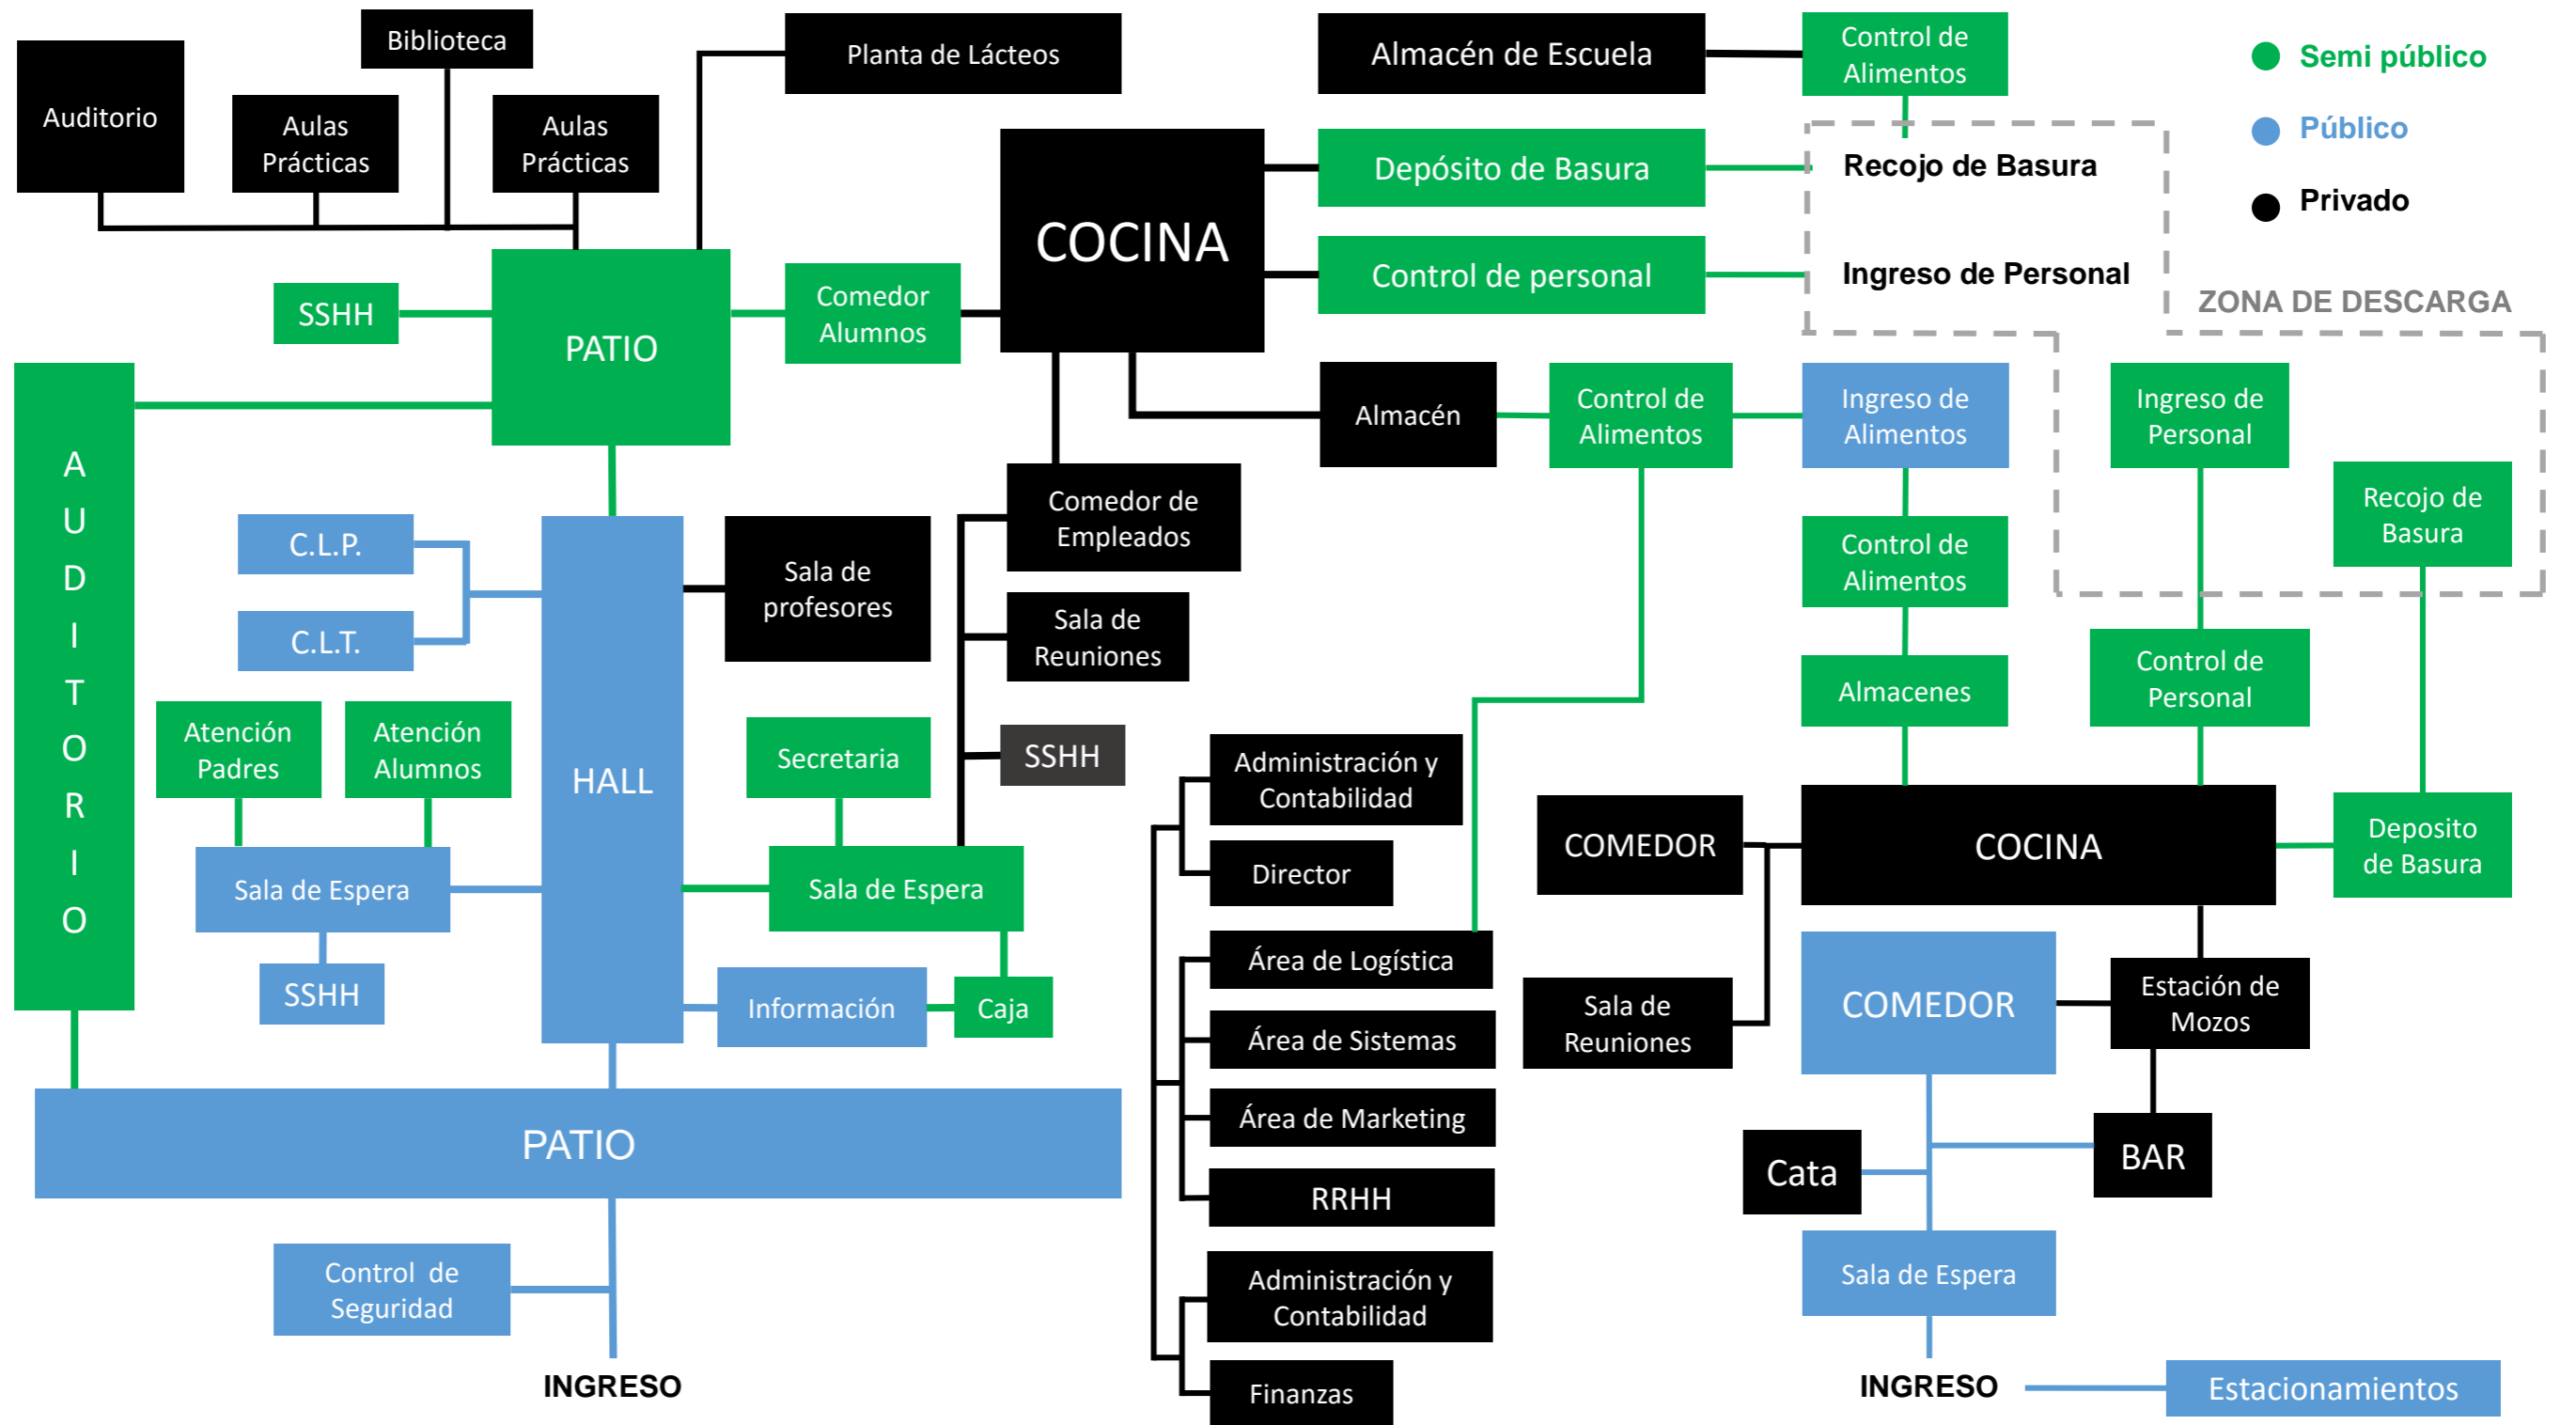 Biblioteca
Planta de Lácteos
Almacén de Escuela
Control de
Alimentos
Semi público
Público
Privado
Auditorio
Aulas
Prácticas
Aulas
Prácticas
COCINA
Depósito de Basura
Recojo de Basura
Control de personal
Ingreso de Personal
ZONA DE DESCARGA
SSHH
PATIO
Comedor
Alumnos
Almacén
Control de
Alimentos
Ingreso de
Alimentos
Ingreso de
Personal
Recojo de
Basura
AUDITORIO
C.L.P.
C.L.T.
HALL
Sala de
profesores
Comedor de
Empleados
Sala de
Reuniones
SSHH
Control de
Alimentos
Almacenes
Control de
Personal
Atención
Padres
Atención
Alumnos
Secretaria
Sala de Espera
SSHH
Sala de Espera
Información
Caja
Administración y
Contabilidad
Director
Área de Logística
Área de Sistemas
Área de Marketing
RRHH
Administración y
Contabilidad
Finanzas
COMEDOR
COCINA
Deposito
de Basura
Sala de
Reuniones
COMEDOR
Estación de
Mozos
Cata
BAR
Sala de Espera
PATIO
Control de
Seguridad
INGRESO
INGRESO
Estacionamientos